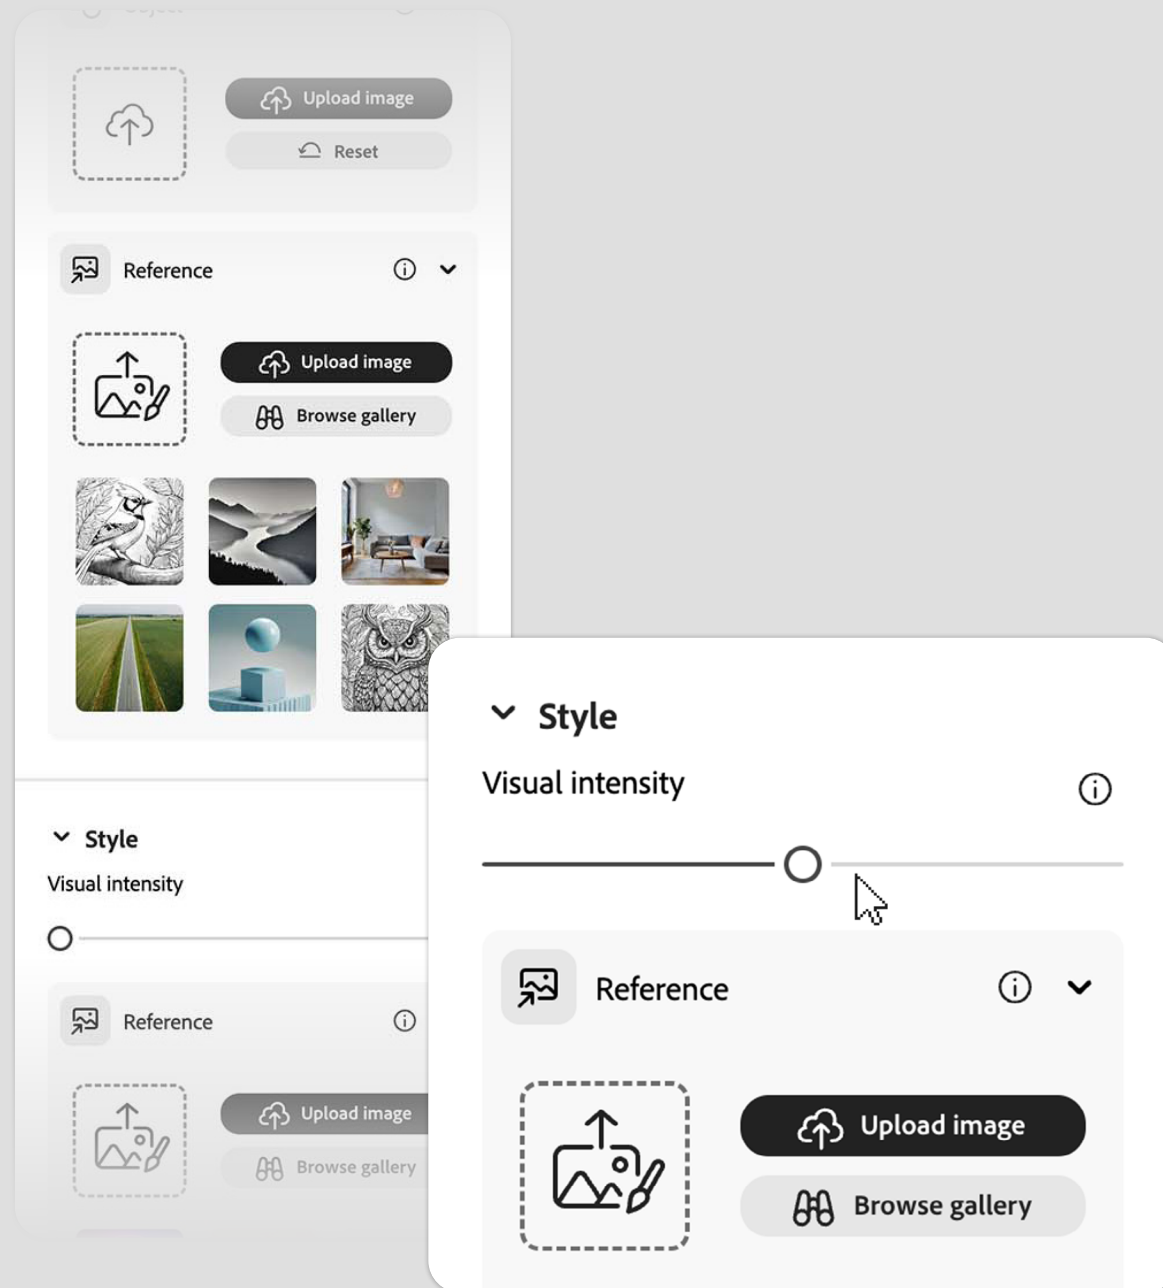 Object
Upload image
Reset
Reference
Upload image
Browse gallery
Style
Visual intensity
Reference
Upload image
Browse gallery
Style
Visual intensity
Reference
Upload image
Browse gallery